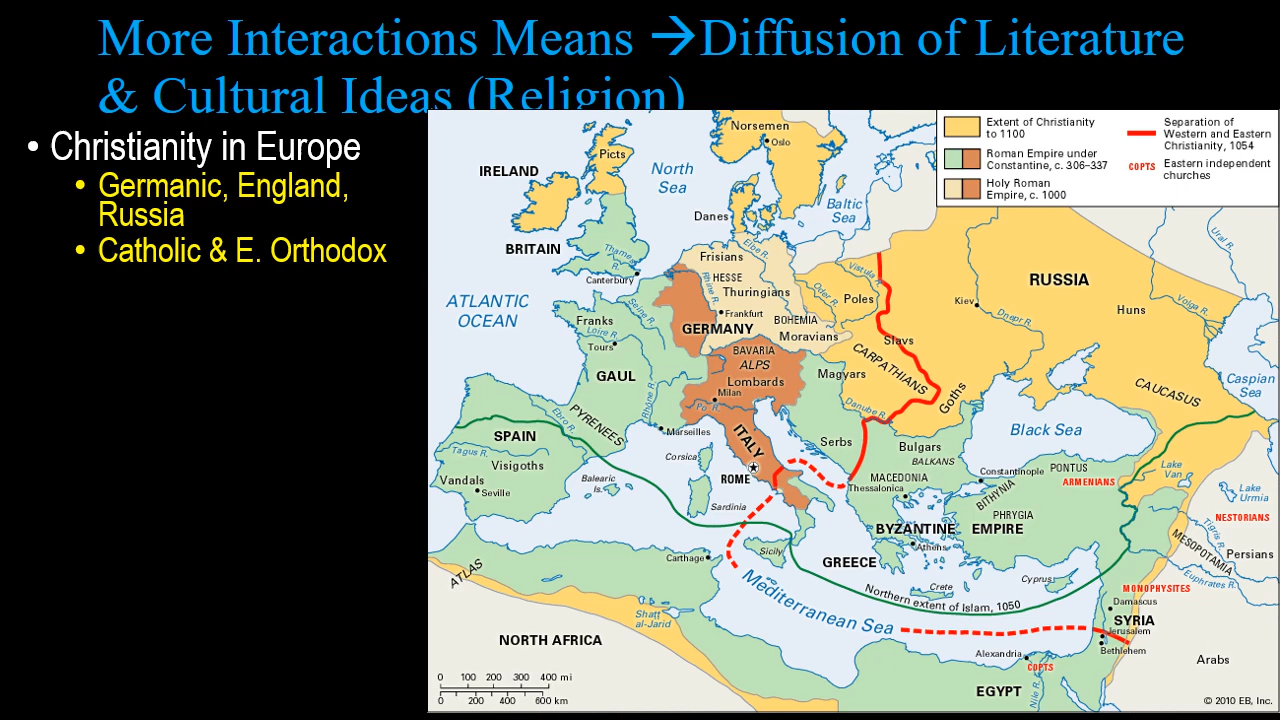 More Interactions Means →Diffusion of Literature
& Cultural Ideas (Religion)
• Christianity in Europe
• Germanic, England,
Russia
• Catholic & E. Orthodox
Extent of Christianity
to 1100
Roman Empire under
Constantine, c. 306–337
Holy Roman
Empire, c. 1000
Separation of
Western and Eastern
Christianity, 1054
COPTS
Eastern independent
churches
Norsemen
Oslo
Picts
IRELAND
North
Sea
Baltic
Sea
Danes
BRITAIN
Thames
R.
Canterbury
Frisians
Elbe R.
HESSE
Rhine R.
Thuringians
Frankfurt
GERMANY
BOHEMIA
Moravians
Oder R.
Vistula R.
Poles
RUSSIA
Ural R.
Volga R.
Kiev
Dnepr R.
Huns
Slavs
ATLANTIC
OCEAN
Franks
Seine R.
Loire R.
Tours
GAUL
BAVARIA
ALPS
Lombards
Milan
Po R.
Magyars
CARPATHIANS
Goths
Danube R.
CAUCASUS
Caspian
Sea
Rhône R.
PYRENEES
Ebro R.
Marseilles
SPAIN
Tagus R.
Visigoths
Vandals
Seville
Balearic
Is.
Corsica
ITALY
ROME
Sardinia
Serbs
Bulgars
BALKANS
Black Sea
MACEDONIA
Thessalonica
Constantinople
PONTUS
BITHYNIA
ARMENIANS
PHRYGIA
Lake
Van
Lake
Urmia
NESTORIANS
Tigris R.
MESOPOTAMIA
Persians
Euphrates R.
BYZANTINE EMPIRE
Athens
GREECE
Sicily
Carthage
ATLAS
Crete
Cyprus
Northern extent of Islam, 1050
Mediterranean Sea
MONOPHYSITES
Damascus
SYRIA
Jerusalem
Bethlehem
Shatt
al-Jarid
NORTH AFRICA
Alexandria
COPTS
Nile R.
EGYPT
Arabs
0 100 200 300 400 mi
0 200 400 600 km
© 2010 EB, Inc.